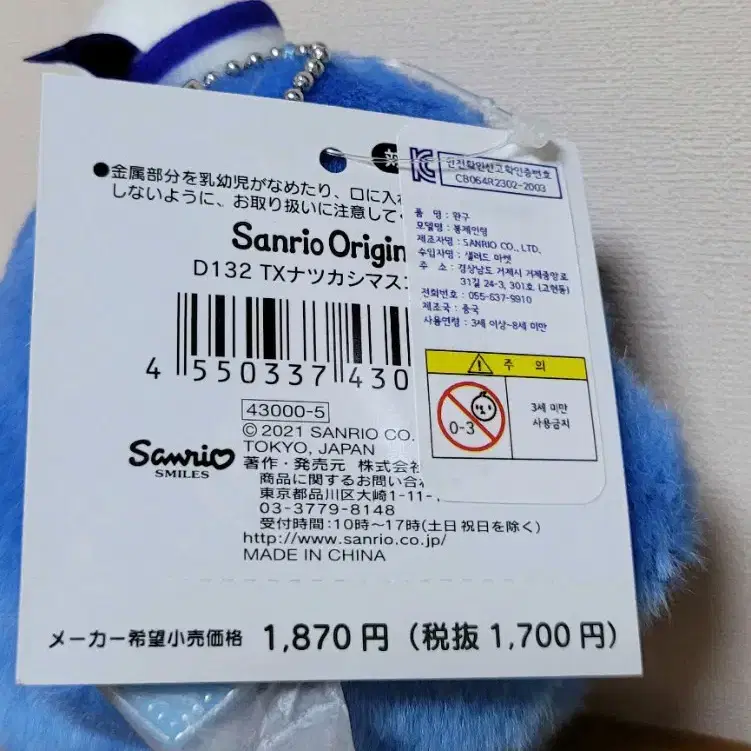 ●金属部分を乳幼児がなめたり、口に入れ
しないように、お取り扱いに注意してく
Sanrio Origin
D132 TXナツカシマス
4 550337 430
43000-5
© 2021 SANRIO CO.
TOKYO, JAPAN
著作・発売元 株式会社
商品に関するお問い合わ
東京都品川区大崎1-11-
03-3779-8148
受付時間:10時〜17時(土日祝日を除く)
http://www.sanrio.co.jp/
MADE IN CHINA
Sanrio
SMILES
メーカー希望小売価格 1,870円(税抜1,700円)
안전확인신고확인증번호
CB064R2302-2003
품 명 : 완구
모델명 : 봉제인형
제조자명 : SANRIO CO., LTD.
수입자명 : 샐러드 마켓
주 소 : 경상남도 거제시 거제중앙로
31길 24-3, 301호 (고현동)
전화번호 : 055-637-9910
제조국 : 중국
사용연령 : 3세 이상~8세 미만
주 의
0-3
3세 미만
사용금지